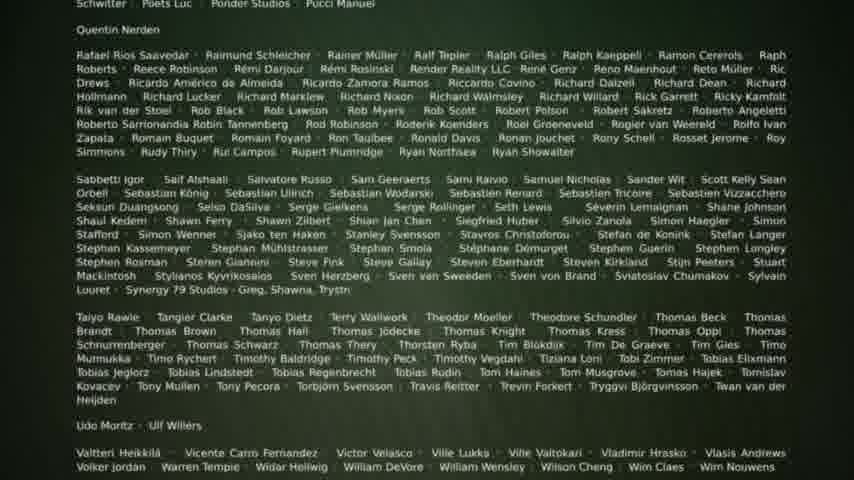 Schwitter · Poets Luc · Ponder Studios · Pucci Manuel
Quentin Nerden
Rafael Rios Saavedar · Raimund Schleicher · Rainer Müller · Ralf Tepler · Ralph Giles · Ralph Kaeppeli · Ramon Cererols · Raph
Roberts · Reece Robinson · Rémi Darjour · Rémi Rosinski · Render Reality LLC · René Genz · Reno Maenhout · Reto Müller · Ric
Drews · Ricardo Américo de Almeida · Ricardo Zamora Ramos · Riccardo Covino · Richard Dalzell · Richard Dean · Richard
Hollmann · Richard Lucker · Richard Marklew · Richard Nixon · Richard Walmsley · Richard Willard · Rick Garrett · Ricky Kamfolt
Rik van der Stoel · Rob Black · Rob Lawson · Rob Myers · Rob Scott · Robert Polson · Robert Sakretz · Roberto Angeletti
Roberto Sarrionandia Robin Tannenberg · Rod Robinson · Roderik Koenders · Roel Groeneveld · Rogier van Weereld · Rolfo Ivan
Zapata · Romain Buquet · Romain Foyard · Ron Taulbee · Ronald Davis · Ronan Jouchet · Rony Schell · Rosset Jerome · Roy
Simmons · Rudy Thiry · Rui Campos · Rupert Plumridge · Ryan Northsea · Ryan Showalter
Sabbetti Igor · Saif Alshaali · Salvatore Russo · Sam Geeraerts · Sami Raivio · Samuel Nicholas · Sander Wit · Scott Kelly Sean
Orbell · Sebastian König · Sebastian Ullrich · Sebastian Wodarski · Sebastien Renard · Sebastien Tricoire · Sebastien Vizzacchero
Seksun Duangsong · Selso DaSilva · Serge Gielkens · Serge Rollinger · Seth Lewis · Séverin Lemaignan · Shane Johnson
Shaul Kedem · Shawn Ferry · Shawn Zilbert · Shian Jan Chen · Siegfried Huber · Silvio Zanola · Simon Haegler · Simon
Stafford · Simon Wenner · Sjako ten Haken · Stanley Svensson · Stavros Christoforou · Stefan de Konink · Stefan Langer
Stephan Kassemeyer · Stephan Mühlstrasser · Stephan Smola · Stéphane Démurget · Stephen Guerin · Stephen Longley
Stephen Rosman · Steren Giannini · Steve Fink · Steve Gallay · Steven Eberhardt · Steven Kirkland · Stijn Peeters · Stuart
Mackintosh · Stylianos Kyvrikosaios · Sven Herzberg · Sven van Sweeden · Sven von Brand · Sviatoslav Chumakov · Sylvain
Louret · Synergy 79 Studios - Greg, Shawna, Trystn
Taiyo Rawle · Tangier Clarke · Tanyo Dietz · Terry Wallwork · Theodor Moeller · Theodore Schundler · Thomas Beck · Thomas
Brandt · Thomas Brown · Thomas Hall · Thomas Jödecke · Thomas Knight · Thomas Kress · Thomas Oppl · Thomas
Schnurrenberger · Thomas Schwarz · Thomas Thery · Thorsten Ryba · Tim Blokdijk · Tim De Graeve · Tim Gies · Timo
Mumukka · Timo Rychert · Timothy Baldridge · Timothy Peck · Timothy Vegdahl · Tiziana Loni · Tobi Zimmer · Tobias Elixmann
Tobias Jeglorz · Tobias Lindstedt · Tobias Regenbrecht · Tobias Rudin · Tom Haines · Tom Musgrove · Tomas Hajek · Tomislav
Kovacev · Tony Mullen · Tony Pecora · Torbjörn Svensson · Travis Reitter · Trevin Forkert · Tryggvi Björgvinsson · Twan van der
Heijden
Udo Moritz · Ulf Willers
Valtteri Heikkilä · Vicente Carro Fernandez · Victor Velasco · Ville Lukka · Ville Valtokari · Vladimir Hrasko · Vlasis Andrews
Volker Jordan · Warren Temple · Widar Hellwig · William DeVore · William Wensley · Wilson Cheng · Wim Claes · Wim Nouwens